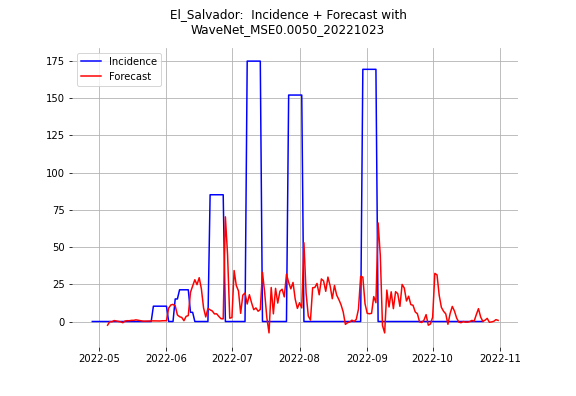 El_Salvador:  Incidence + Forecast with
WaveNet_MSE0.0050_20221023
Incidence
Forecast
175
150
125
100
75
50
25
0
2022-05 2022-06 2022-07 2022-08 2022-09 2022-10 2022-11